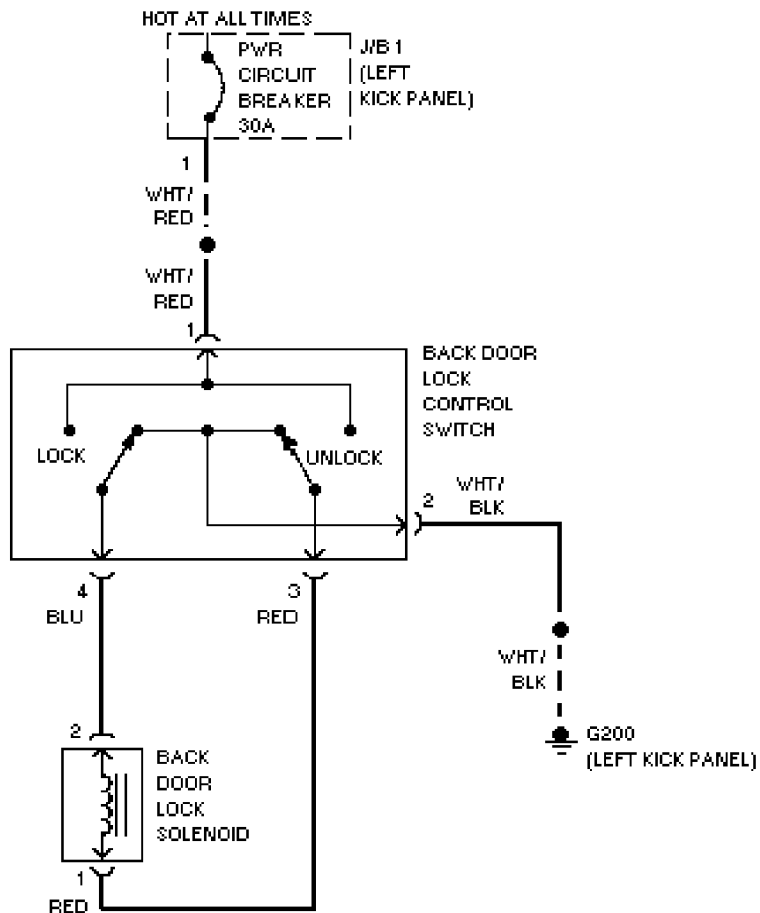 HOT AT ALL TIMES
PWR
CIRCUIT
BREAKER
30A
J/B 1
(LEFT
KICK PANEL)
1
WHT/
RED
WHT/
RED
1
BACK DOOR
LOCK
CONTROL
SWITCH
LOCK
UNLOCK
2
WHT/
BLK
4
BLU
3
RED
WHT/
BLK
G200
(LEFT KICK PANEL)
2
BACK
DOOR
LOCK
SOLENOID
1
RED